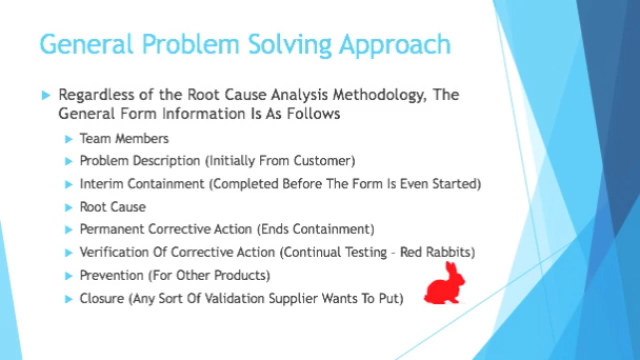 General Problem Solving Approach
Regardless of the Root Cause Analysis Methodology, The
General Form Information Is As Follows
Team Members
Problem Description (Initially From Customer)
Interim Containment (Completed Before The Form Is Even Started)
Root Cause
Permanent Corrective Action (Ends Containment)
Verification Of Corrective Action (Continual Testing – Red Rabbits)
Prevention (For Other Products)
Closure (Any Sort Of Validation Supplier Wants To Put)